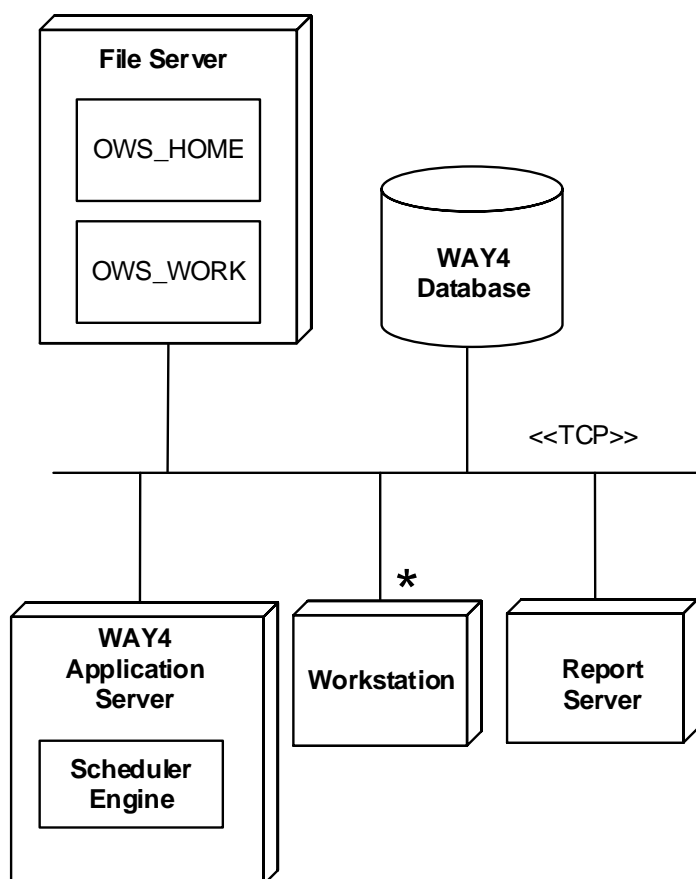 File Server
OWS_HOME
OWS_WORK
WAY4
Database
<<TCP>>
*
WAY4
Application
Server
Scheduler
Engine
Workstation
Report
Server